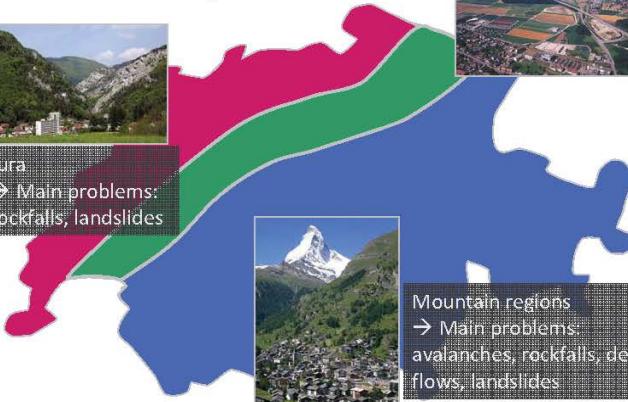 ura
→ Main problems:
ockfalls, landslides
Mountain regions
→ Main problems:
avalanches, rockfalls, de
flows, landslides